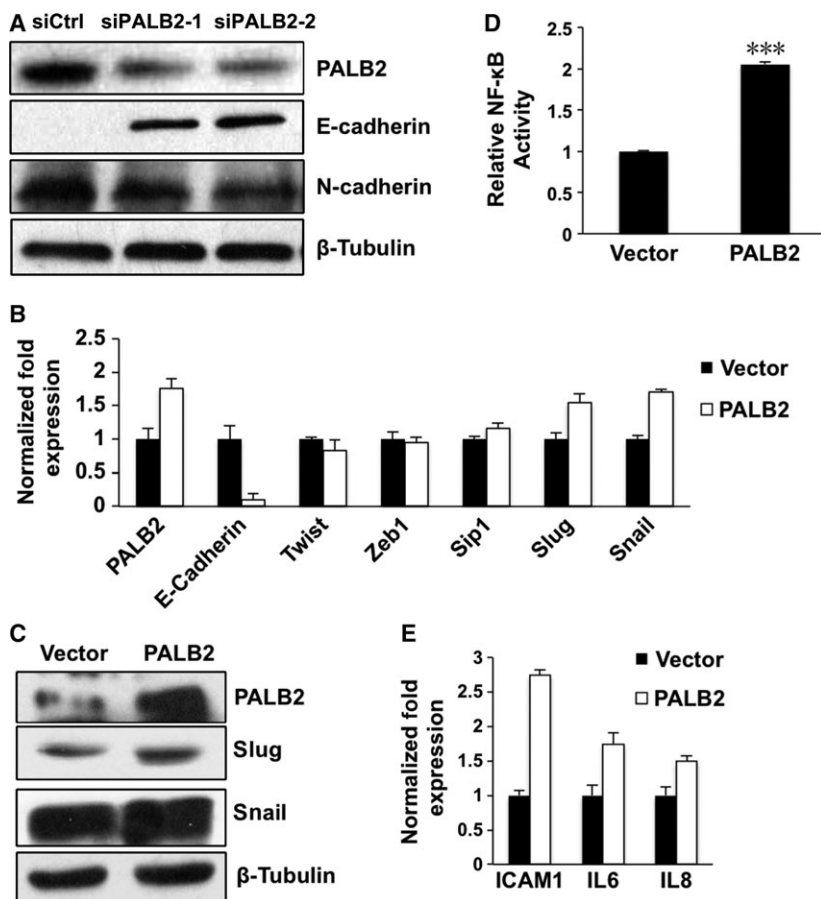 A
siCtrl siPALB2-1 siPALB2-2
PALB2
E-cadherin
N-cadherin
β-Tubulin
D
Relative NF-κB
Activity
2.5
2
1.5
1
0.5
0
***
Vector PALB2
B
Normalized fold
expression
2.5
2
1.5
1
0.5
0
Vector
PALB2
PALB2 E-Cadherin Twist Zeb1 Sip1 Slug Snail
C
Vector PALB2
PALB2
Slug
Snail
β-Tubulin
E
Normalized fold
expression
3
2.5
2
1.5
1
0.5
0
Vector
PALB2
ICAM1 IL6 IL8